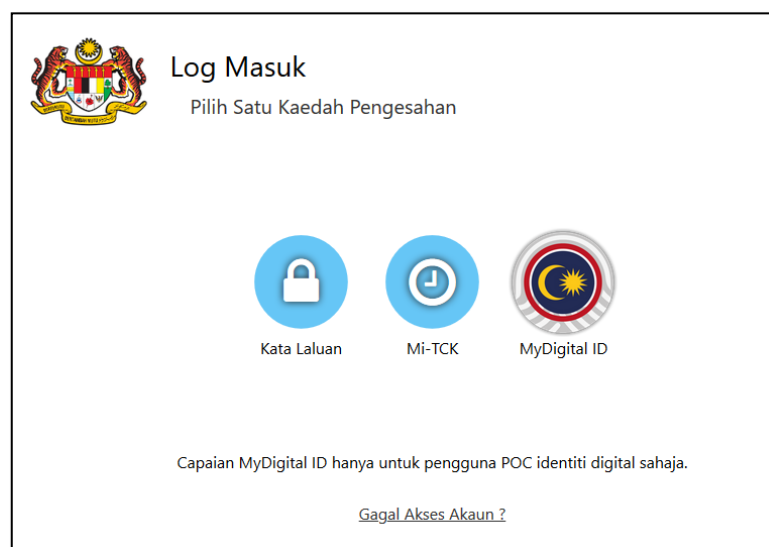 Log Masuk
Pilih Satu Kaedah Pengesahan
Kata Laluan
Mi-TCK
MyDigital ID
Capaian MyDigital ID hanya untuk pengguna POC identiti digital sahaja.
Gagal Akses Akaun ?